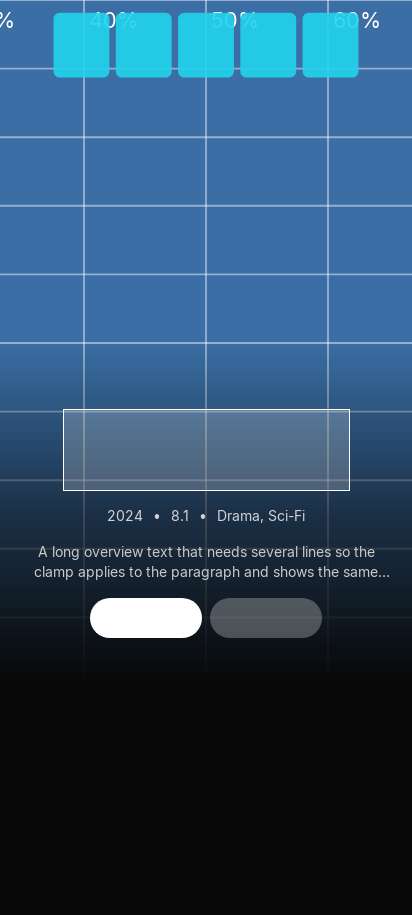 % 40% 50% 60%
2024 • 8.1 • Drama, Sci-Fi
A long overview text that needs several lines so the
clamp applies to the paragraph and shows the same...